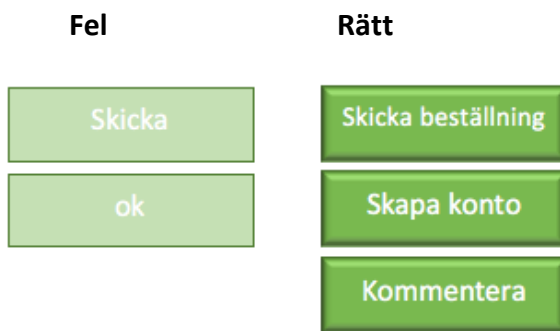 Fel
Rätt
Skicka
ok
Skicka beställning
Skapa konto
Kommentera